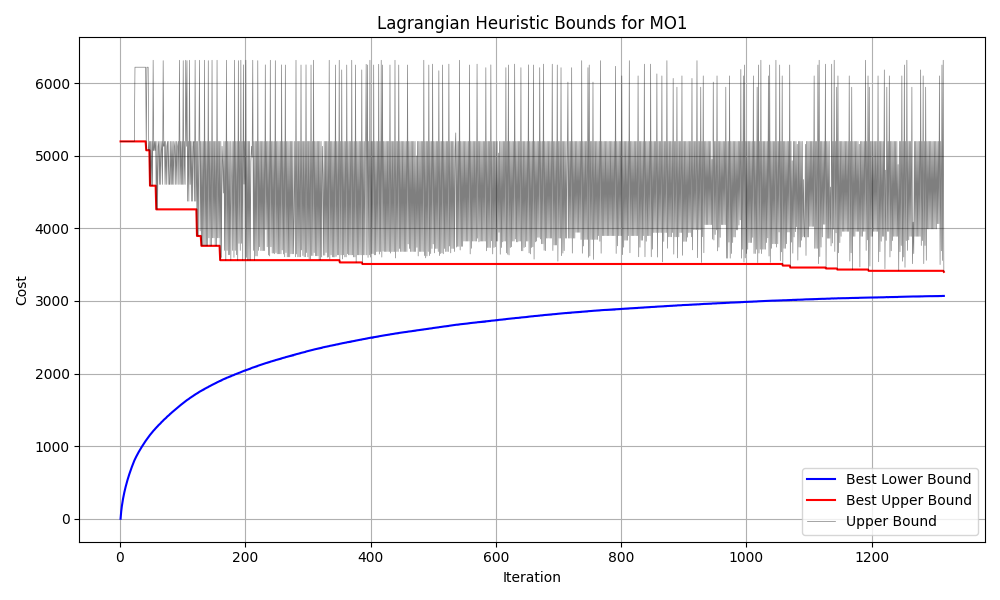 Lagrangian Heuristic Bounds for MO1
Cost
6000
5000
4000
3000
2000
1000
0
0 200 400 600 800 1000 1200
Iteration
Best Lower Bound
Best Upper Bound
Upper Bound